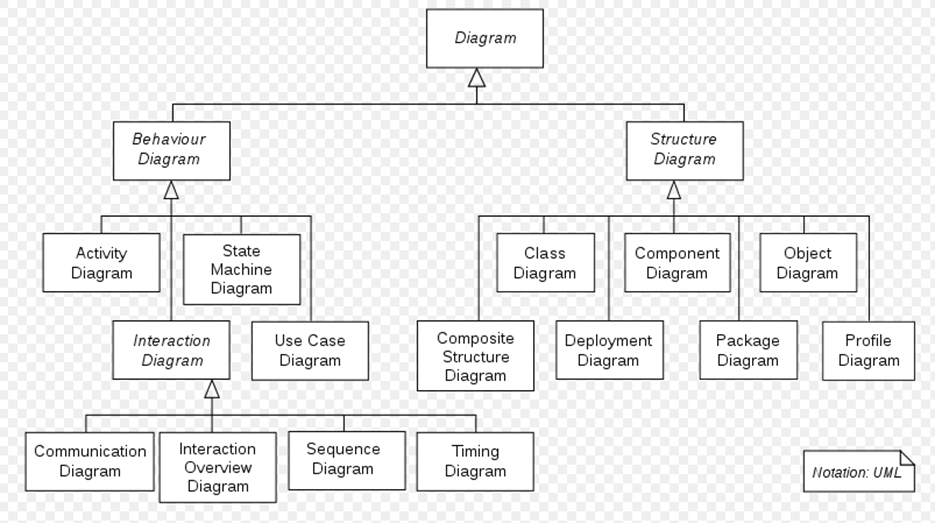 Diagram
Behaviour
Diagram
Structure
Diagram
Activity
Diagram
State
Machine
Diagram
Class
Diagram
Component
Diagram
Object
Diagram
Interaction
Diagram
Use Case
Diagram
Composite
Structure
Diagram
Deployment
Diagram
Package
Diagram
Profile
Diagram
Communication
Diagram
Interaction
Overview
Diagram
Sequence
Diagram
Timing
Diagram
Notation: UML